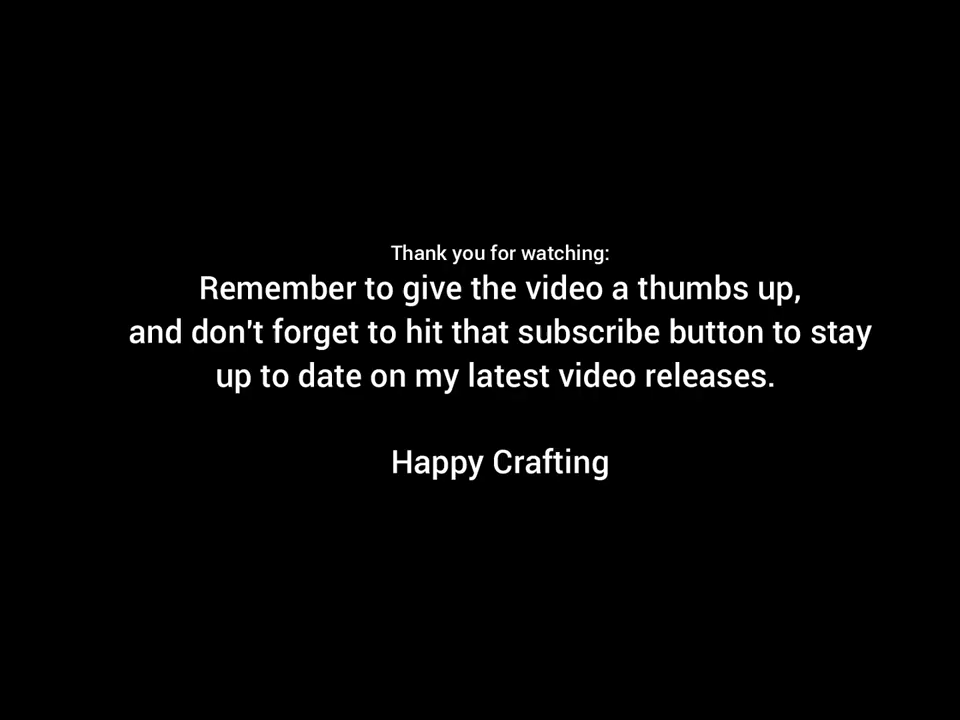 Thank you for watching:
Remember to give the video a thumbs up,
and don't forget to hit that subscribe button to stay
up to date on my latest video releases.
Happy Crafting